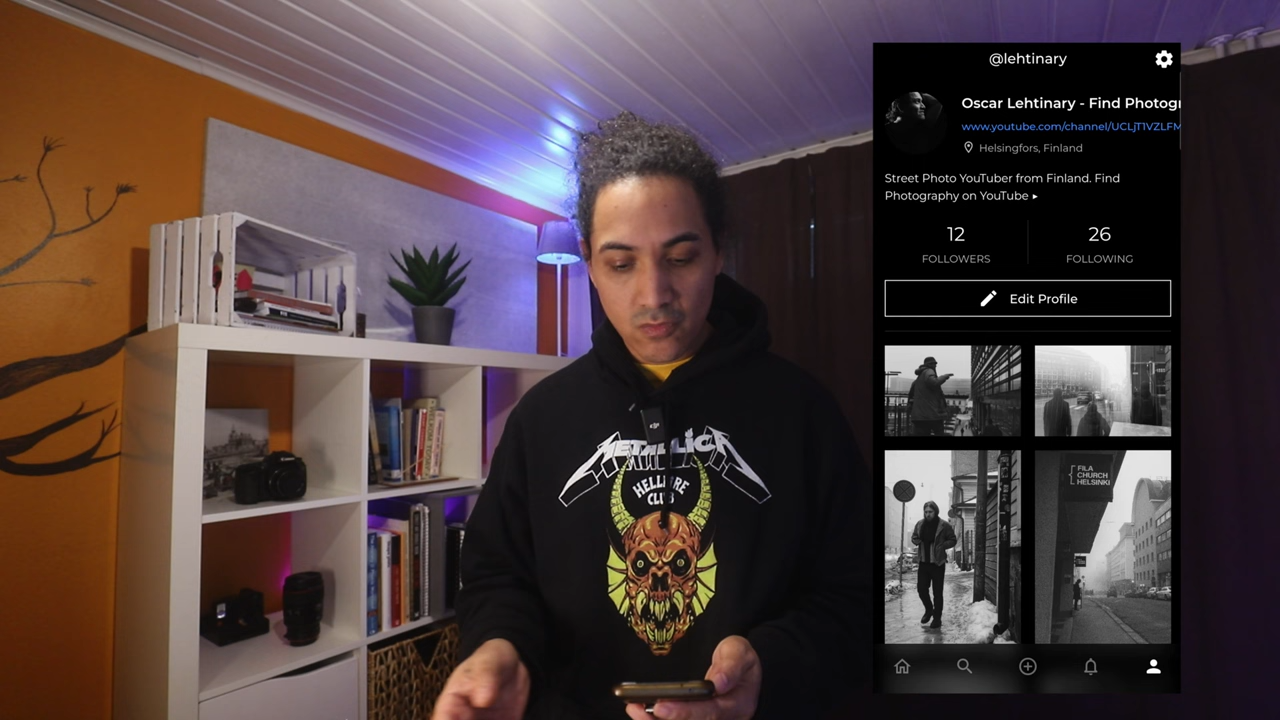 @lehtinary
Oscar Lehtinary - Find Photogr
www.youtube.com/channel/UCLjT1VZLFM
Helsingfors, Finland
Street Photo YouTuber from Finland. Find
Photography on YouTube ▸
12
FOLLOWERS
26
FOLLOWING
Edit Profile
FILA
CHURCH
HELSINKI
METALLICA
HELLFIRE
CLUB